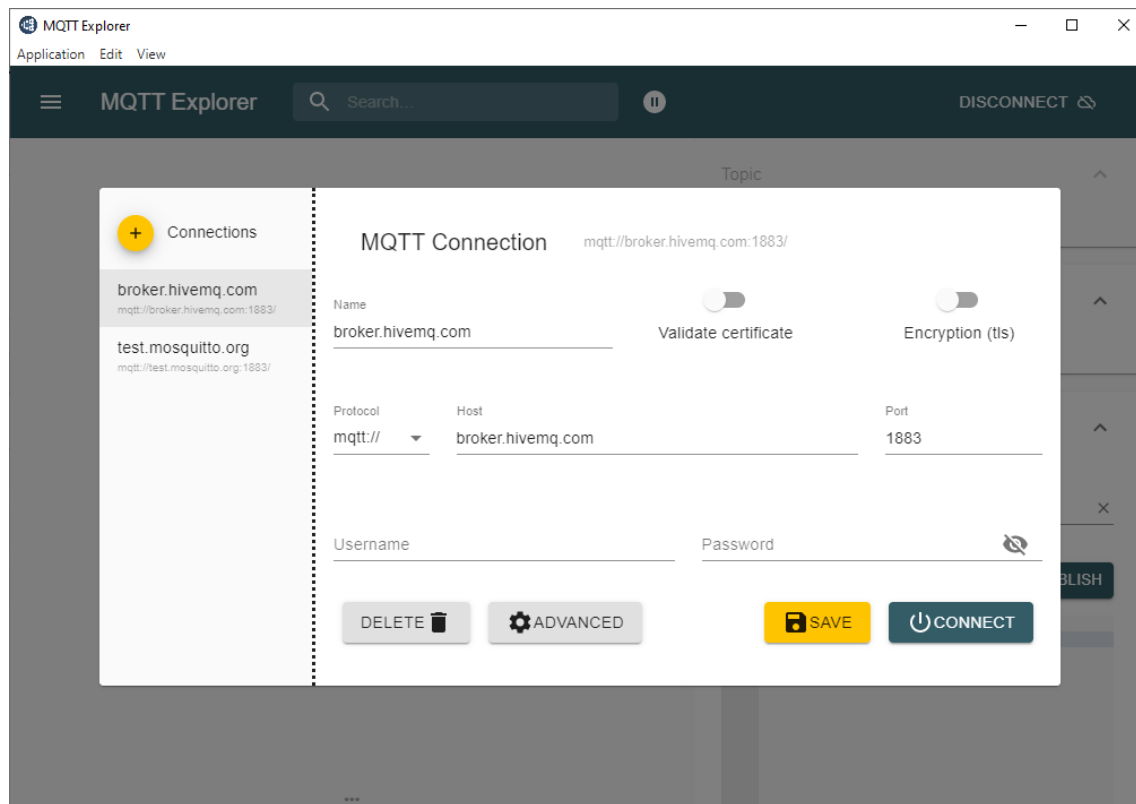 MQTT Explorer
Application Edit View
MQTT Explorer Search... DISCONNECT
Topic
+ Connections
MQTT Connection mqtt://broker.hivemq.com:1883/
broker.hivemq.com
mqtt://broker.hivemq.com:1883/
test.mosquitto.org
mqtt://test.mosquitto.org:1883/
Name
broker.hivemq.com
Validate certificate Encryption (tls)
Protocol Host Port
mqtt:// broker.hivemq.com 1883
Username Password
BLISH
DELETE ADVANCED SAVE CONNECT